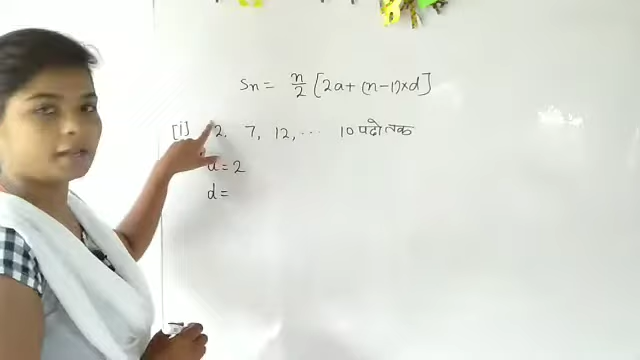 Sn = n/2 [2a + (n-1)×d]
[i] 2, 7, 12, ... 10 पदो तक
a = 2
d =